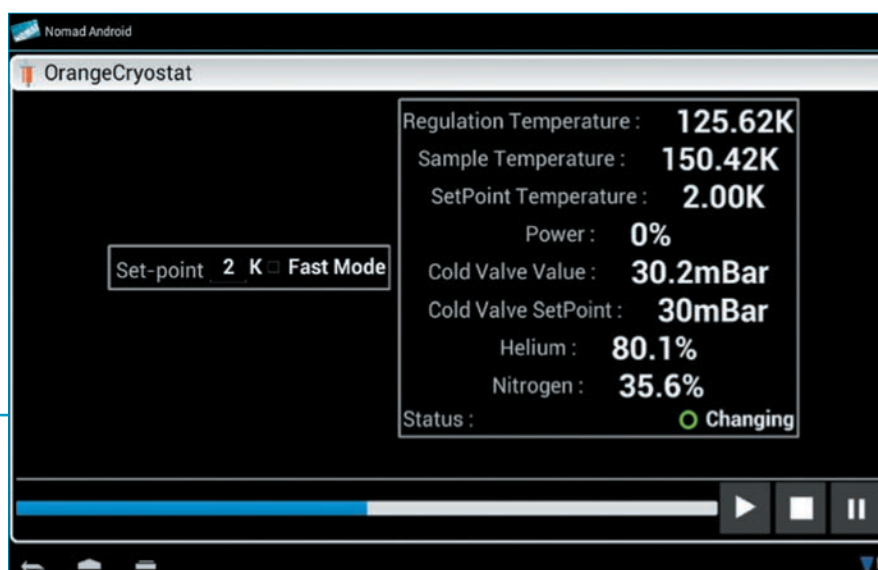 Nomad Android
OrangeCryostat
Regulation Temperature : 125.62K
Sample Temperature : 150.42K
SetPoint Temperature : 2.00K
Power : 0%
Set-point 2 K Fast Mode
Cold Valve Value : 30.2mBar
Cold Valve SetPoint : 30mBar
Helium : 80.1%
Nitrogen : 35.6%
Status : Changing